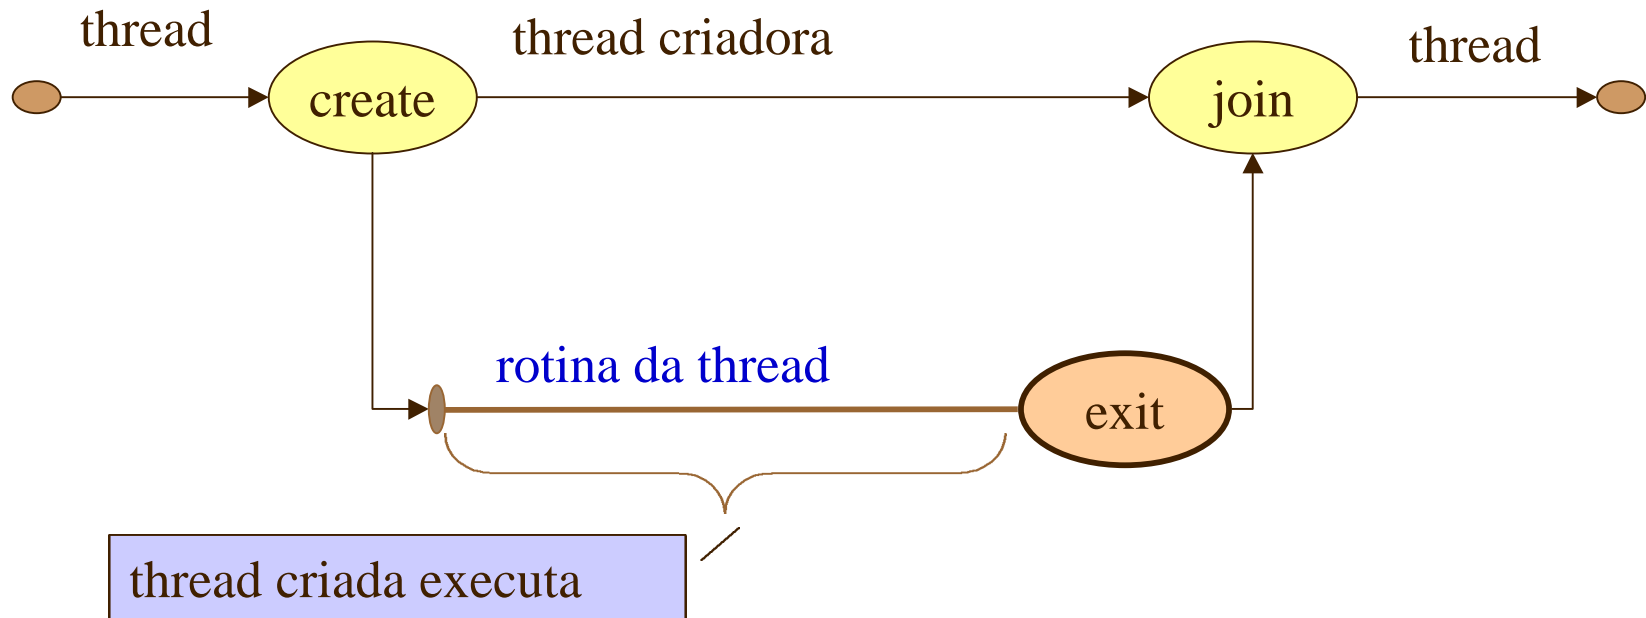 thread
thread criadora
thread
create
join
rotina da thread
exit
thread criada executa